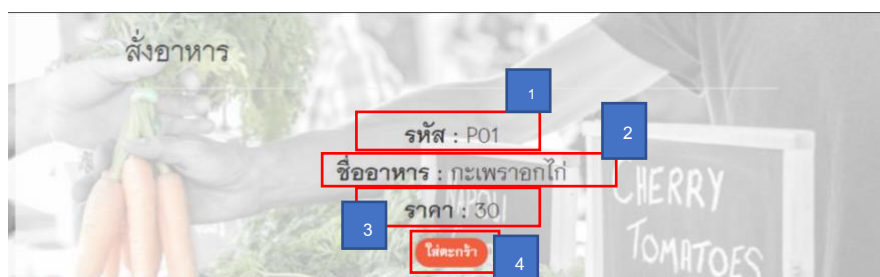 สั่งอาหาร
1
รหัส : P01
2
ชื่ออาหาร : กะเพราอกไก่
ราคา : 30
3
ใส่ตะกร้า
4
CHERRY
TOMATOES